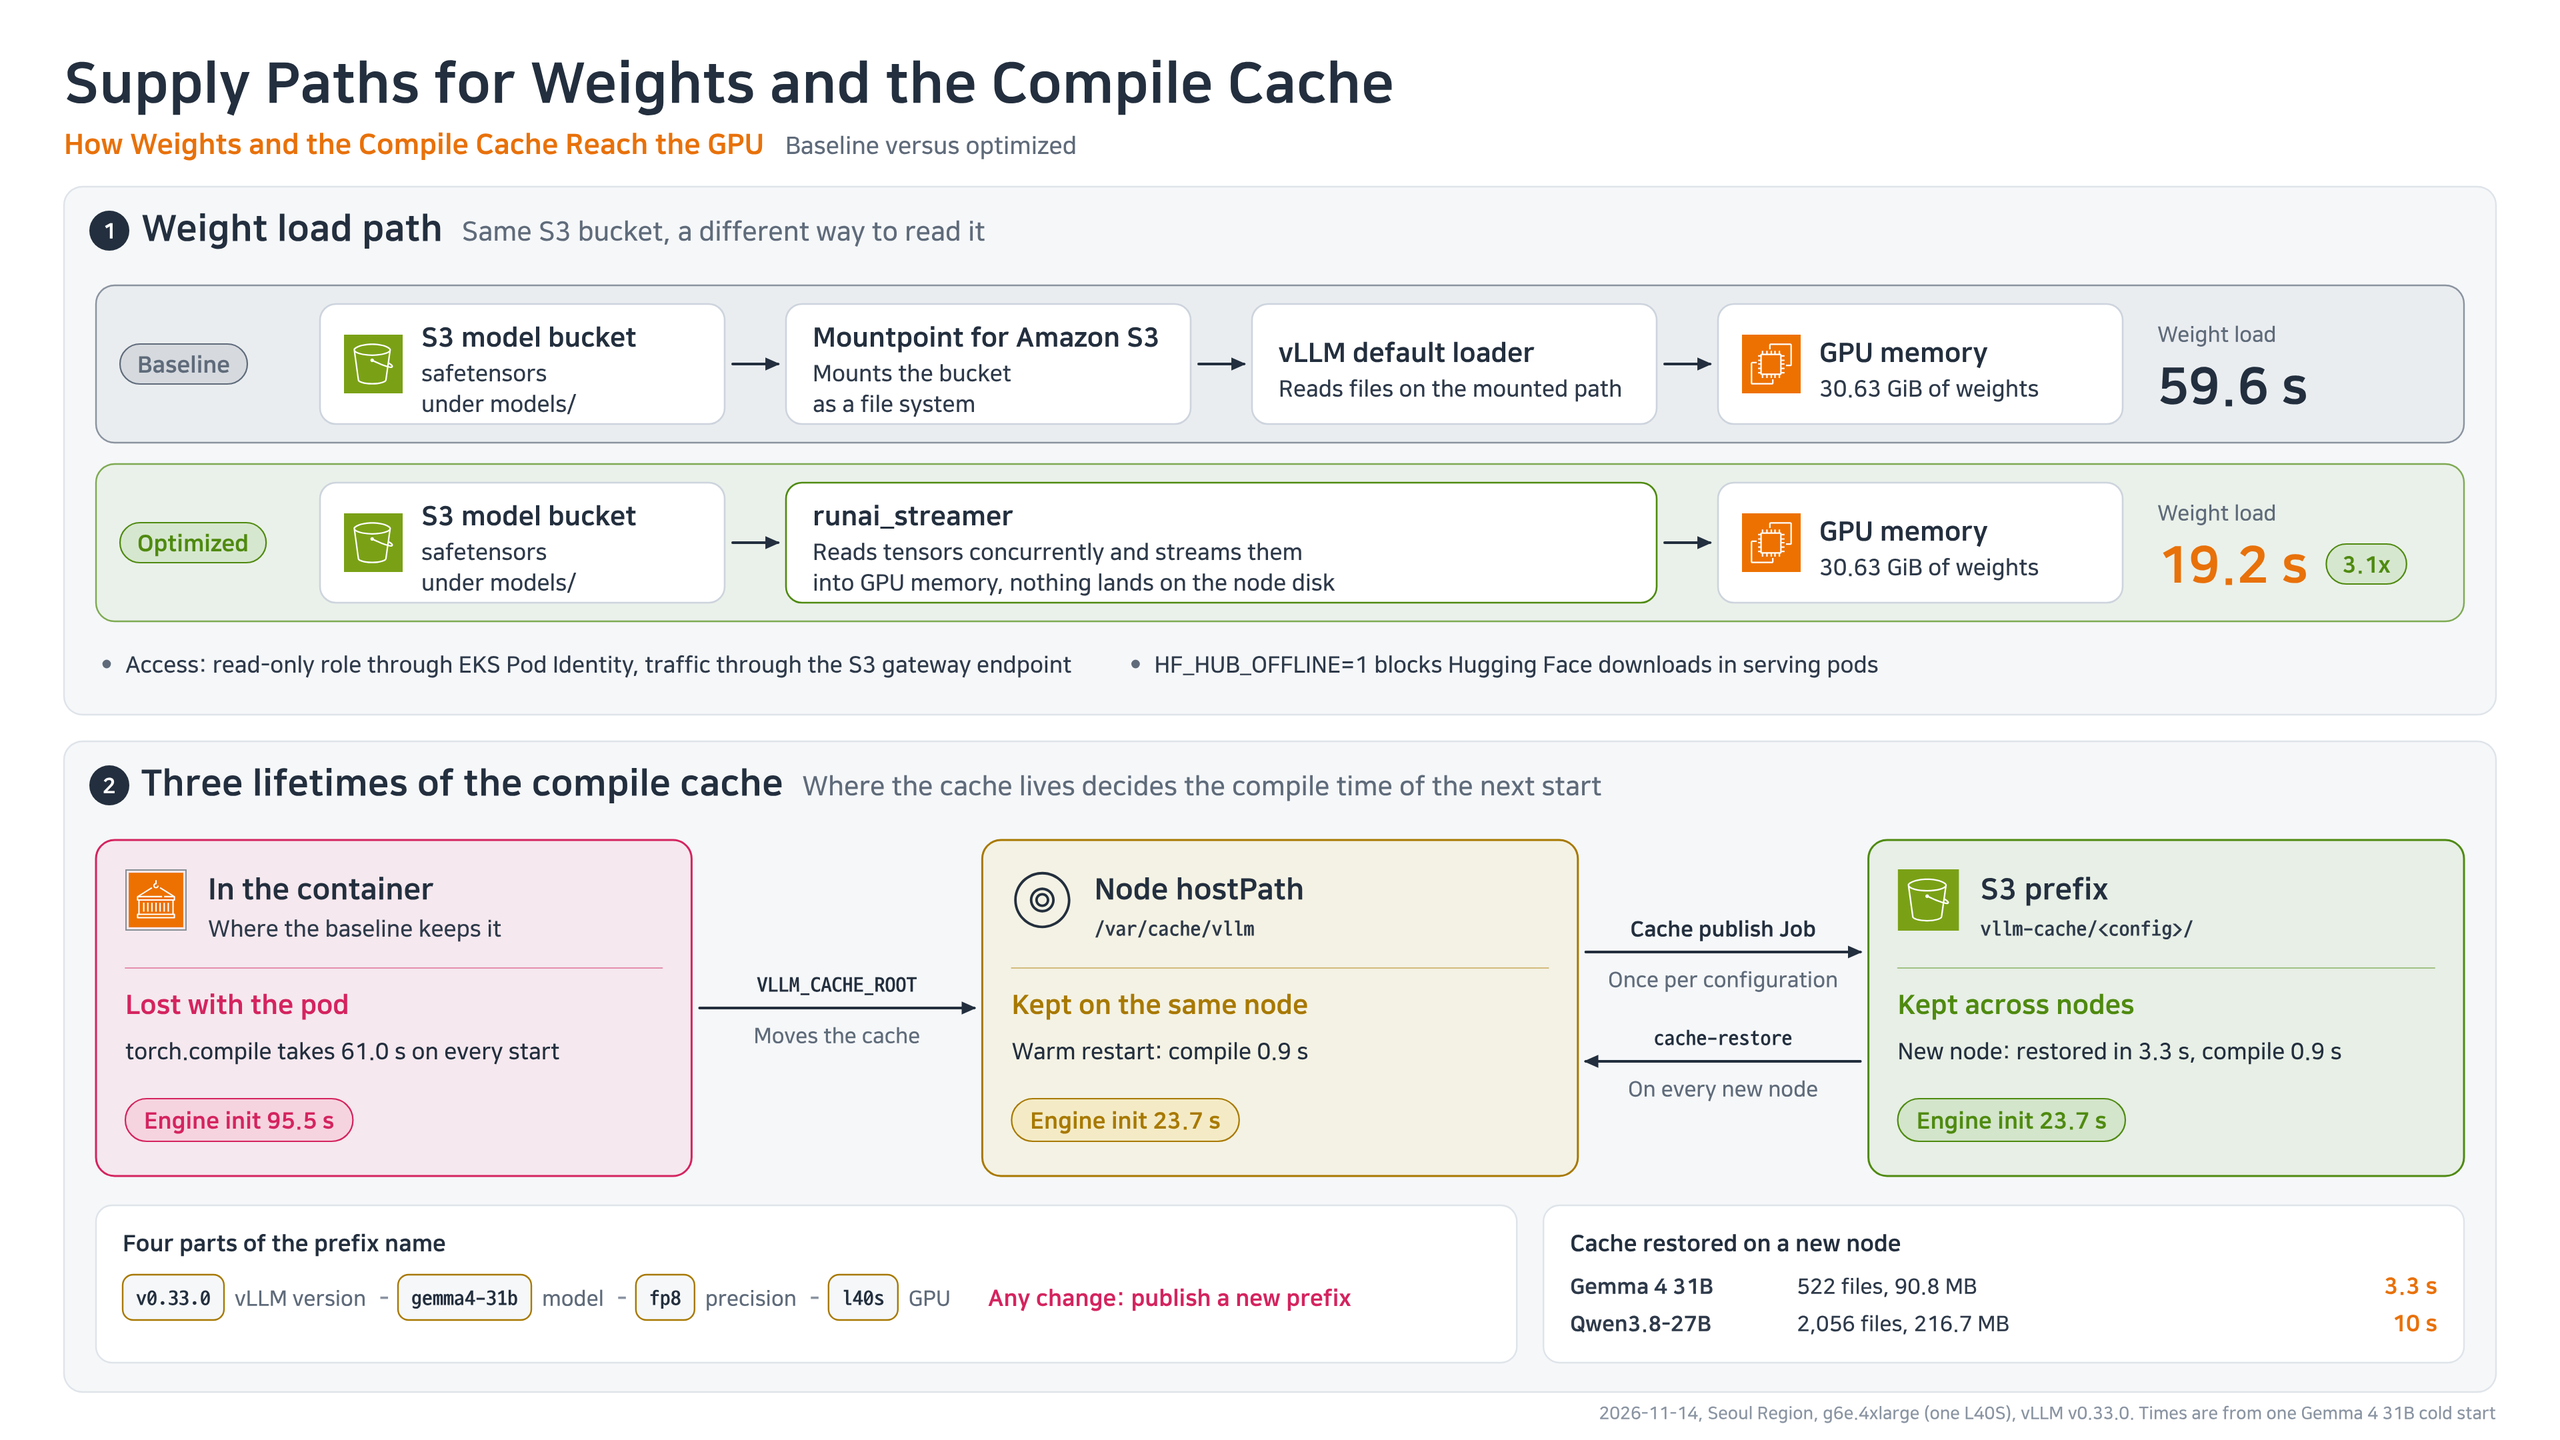 Supply Paths for Weights and the Compile Cache
How Weights and the Compile Cache Reach the GPU Baseline versus optimized
1 Weight load path Same S3 bucket, a different way to read it
Baseline
S3 model bucket
safetensors
under models/
Mountpoint for Amazon S3
Mounts the bucket
as a file system
vLLM default loader
Reads files on the mounted path
GPU memory
30.63 GiB of weights
Weight load
59.6 s
Optimized
S3 model bucket
safetensors
under models/
runai_streamer
Reads tensors concurrently and streams them
into GPU memory, nothing lands on the node disk
GPU memory
30.63 GiB of weights
Weight load
19.2 s 3.1x
• Access: read-only role through EKS Pod Identity, traffic through the S3 gateway endpoint
• HF_HUB_OFFLINE=1 blocks Hugging Face downloads in serving pods
2 Three lifetimes of the compile cache Where the cache lives decides the compile time of the next start
In the container
Where the baseline keeps it
Lost with the pod
torch.compile takes 61.0 s on every start
Engine init 95.5 s
VLLM_CACHE_ROOT
Moves the cache
Node hostPath
/var/cache/vllm
Kept on the same node
Warm restart: compile 0.9 s
Engine init 23.7 s
Cache publish Job
Once per configuration
cache-restore
On every new node
S3 prefix
vllm-cache/<config>/
Kept across nodes
New node: restored in 3.3 s, compile 0.9 s
Engine init 23.7 s
Four parts of the prefix name
v0.33.0 vLLM version - gemma4-31b model - fp8 precision - l40s GPU Any change: publish a new prefix
Cache restored on a new node
Gemma 4 31B 522 files, 90.8 MB 3.3 s
Qwen3.8-27B 2,056 files, 216.7 MB 10 s
2026-11-14, Seoul Region, g6e.4xlarge (one L40S), vLLM v0.33.0. Times are from one Gemma 4 31B cold start